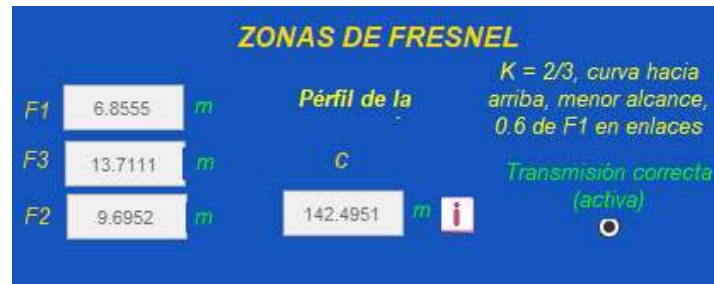 ZONAS DE FRESNEL
F1 6.8555 m
F3 13.7111 m
F2 9.6952 m
Pérfil de la
C
142.4951 m i
K = 2/3, curva hacia
arriba, menor alcance,
0.6 de F1 en enlaces
Transmisión correcta
(activa)